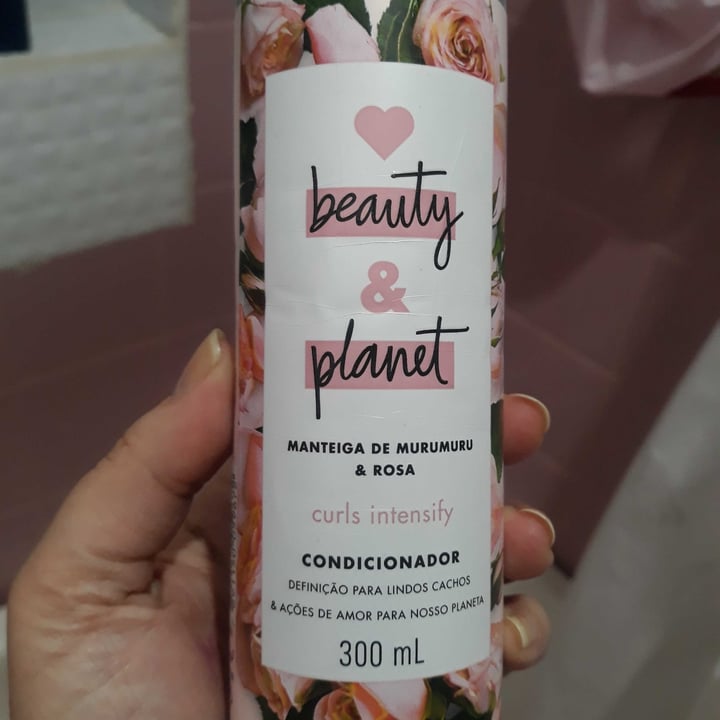 beauty
&
planet
MANTEIGA DE MURUMURU
& ROSA
curls intensify
CONDICIONADOR
DEFINIÇÃO PARA LINDOS CACHOS
& AÇÕES DE AMOR PARA NOSSO PLANETA
300 mL